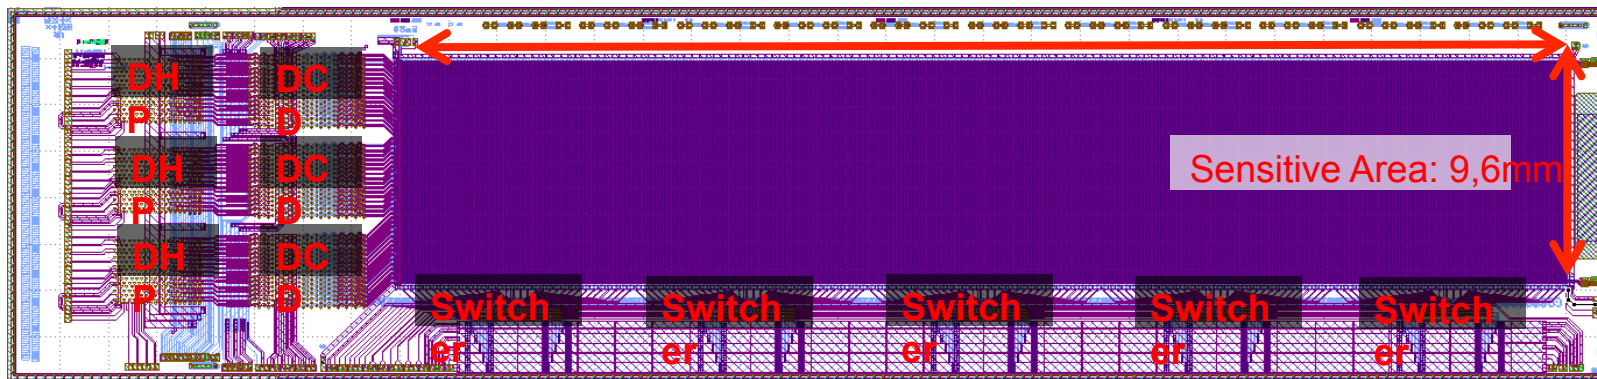 DH
P
DC
D
DH
P
DC
D
Sensitive Area: 9,6mm
DH
P
DC
D
Switch
er
Switch
er
Switch
er
Switch
er
Switch
er